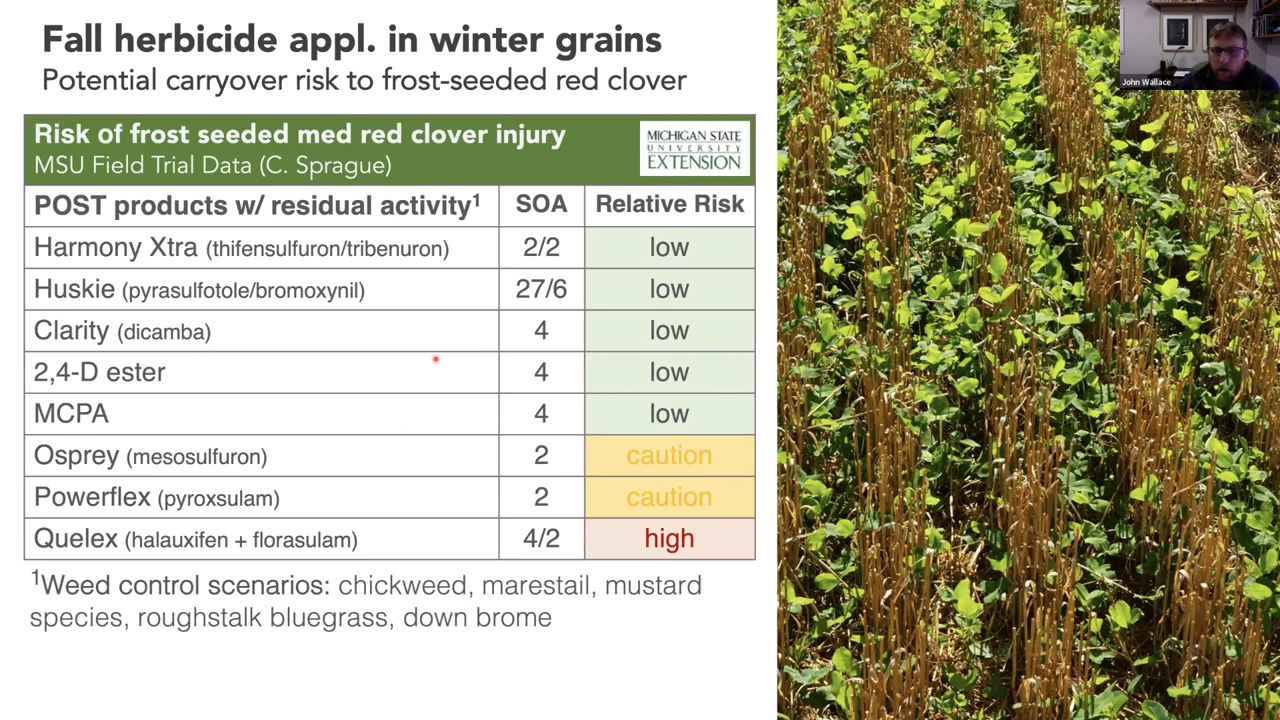 Fall herbicide appl. in winter grains
Potential carryover risk to frost-seeded red clover
John Wallace
Risk of frost seeded med red clover injury
MSU Field Trial Data (C. Sprague)
MICHIGAN STATE
UNIVERSITY
EXTENSION
POST products w/ residual activity¹ SOA Relative Risk
Harmony Xtra (thifensulfuron/tribenuron) 2/2 low
Huskie (pyrasulfotole/bromoxynil) 27/6 low
Clarity (dicamba) 4 low
2,4-D ester 4 low
MCPA 4 low
Osprey (mesosulfuron) 2 caution
Powerflex (pyroxsulam) 2 caution
Quelex (halauxifen + florasulam) 4/2 high
¹Weed control scenarios: chickweed, marestail, mustard
species, roughstalk bluegrass, down brome